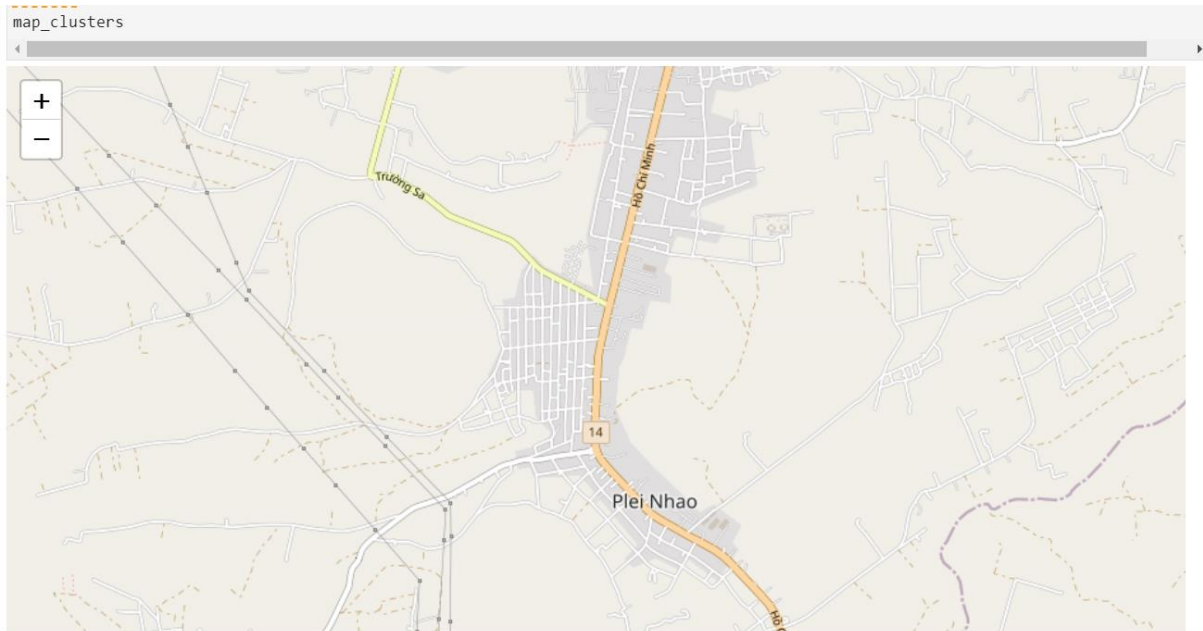 map_clusters
+
−
Trường Sa
Hồ Chí Minh
14
Plei Nhao